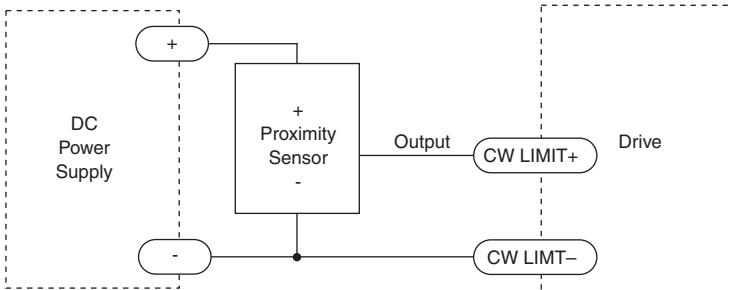 +
DC
Power
Supply
+
Proximity
Sensor
-
Output
CW LIMIT+
Drive
-
CW LIMT–